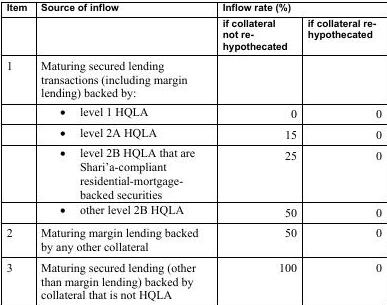 Item Source of inflow Inflow rate (%)
if collateral if collateral re-
not re- hypothecated
hypothecated
1 Maturing secured lending
transactions (including margin
lending) backed by:
• level 1 HQLA 0 0
• level 2A HQLA 15 0
• level 2B HQLA that are 25 0
Shari'a-compliant
residential-mortgage-
backed securities
• other level 2B HQLA 50 0
2 Maturing margin lending backed 50 0
by any other collateral
3 Maturing secured lending (other 100 0
than margin lending) backed by
collateral that is not HQLA